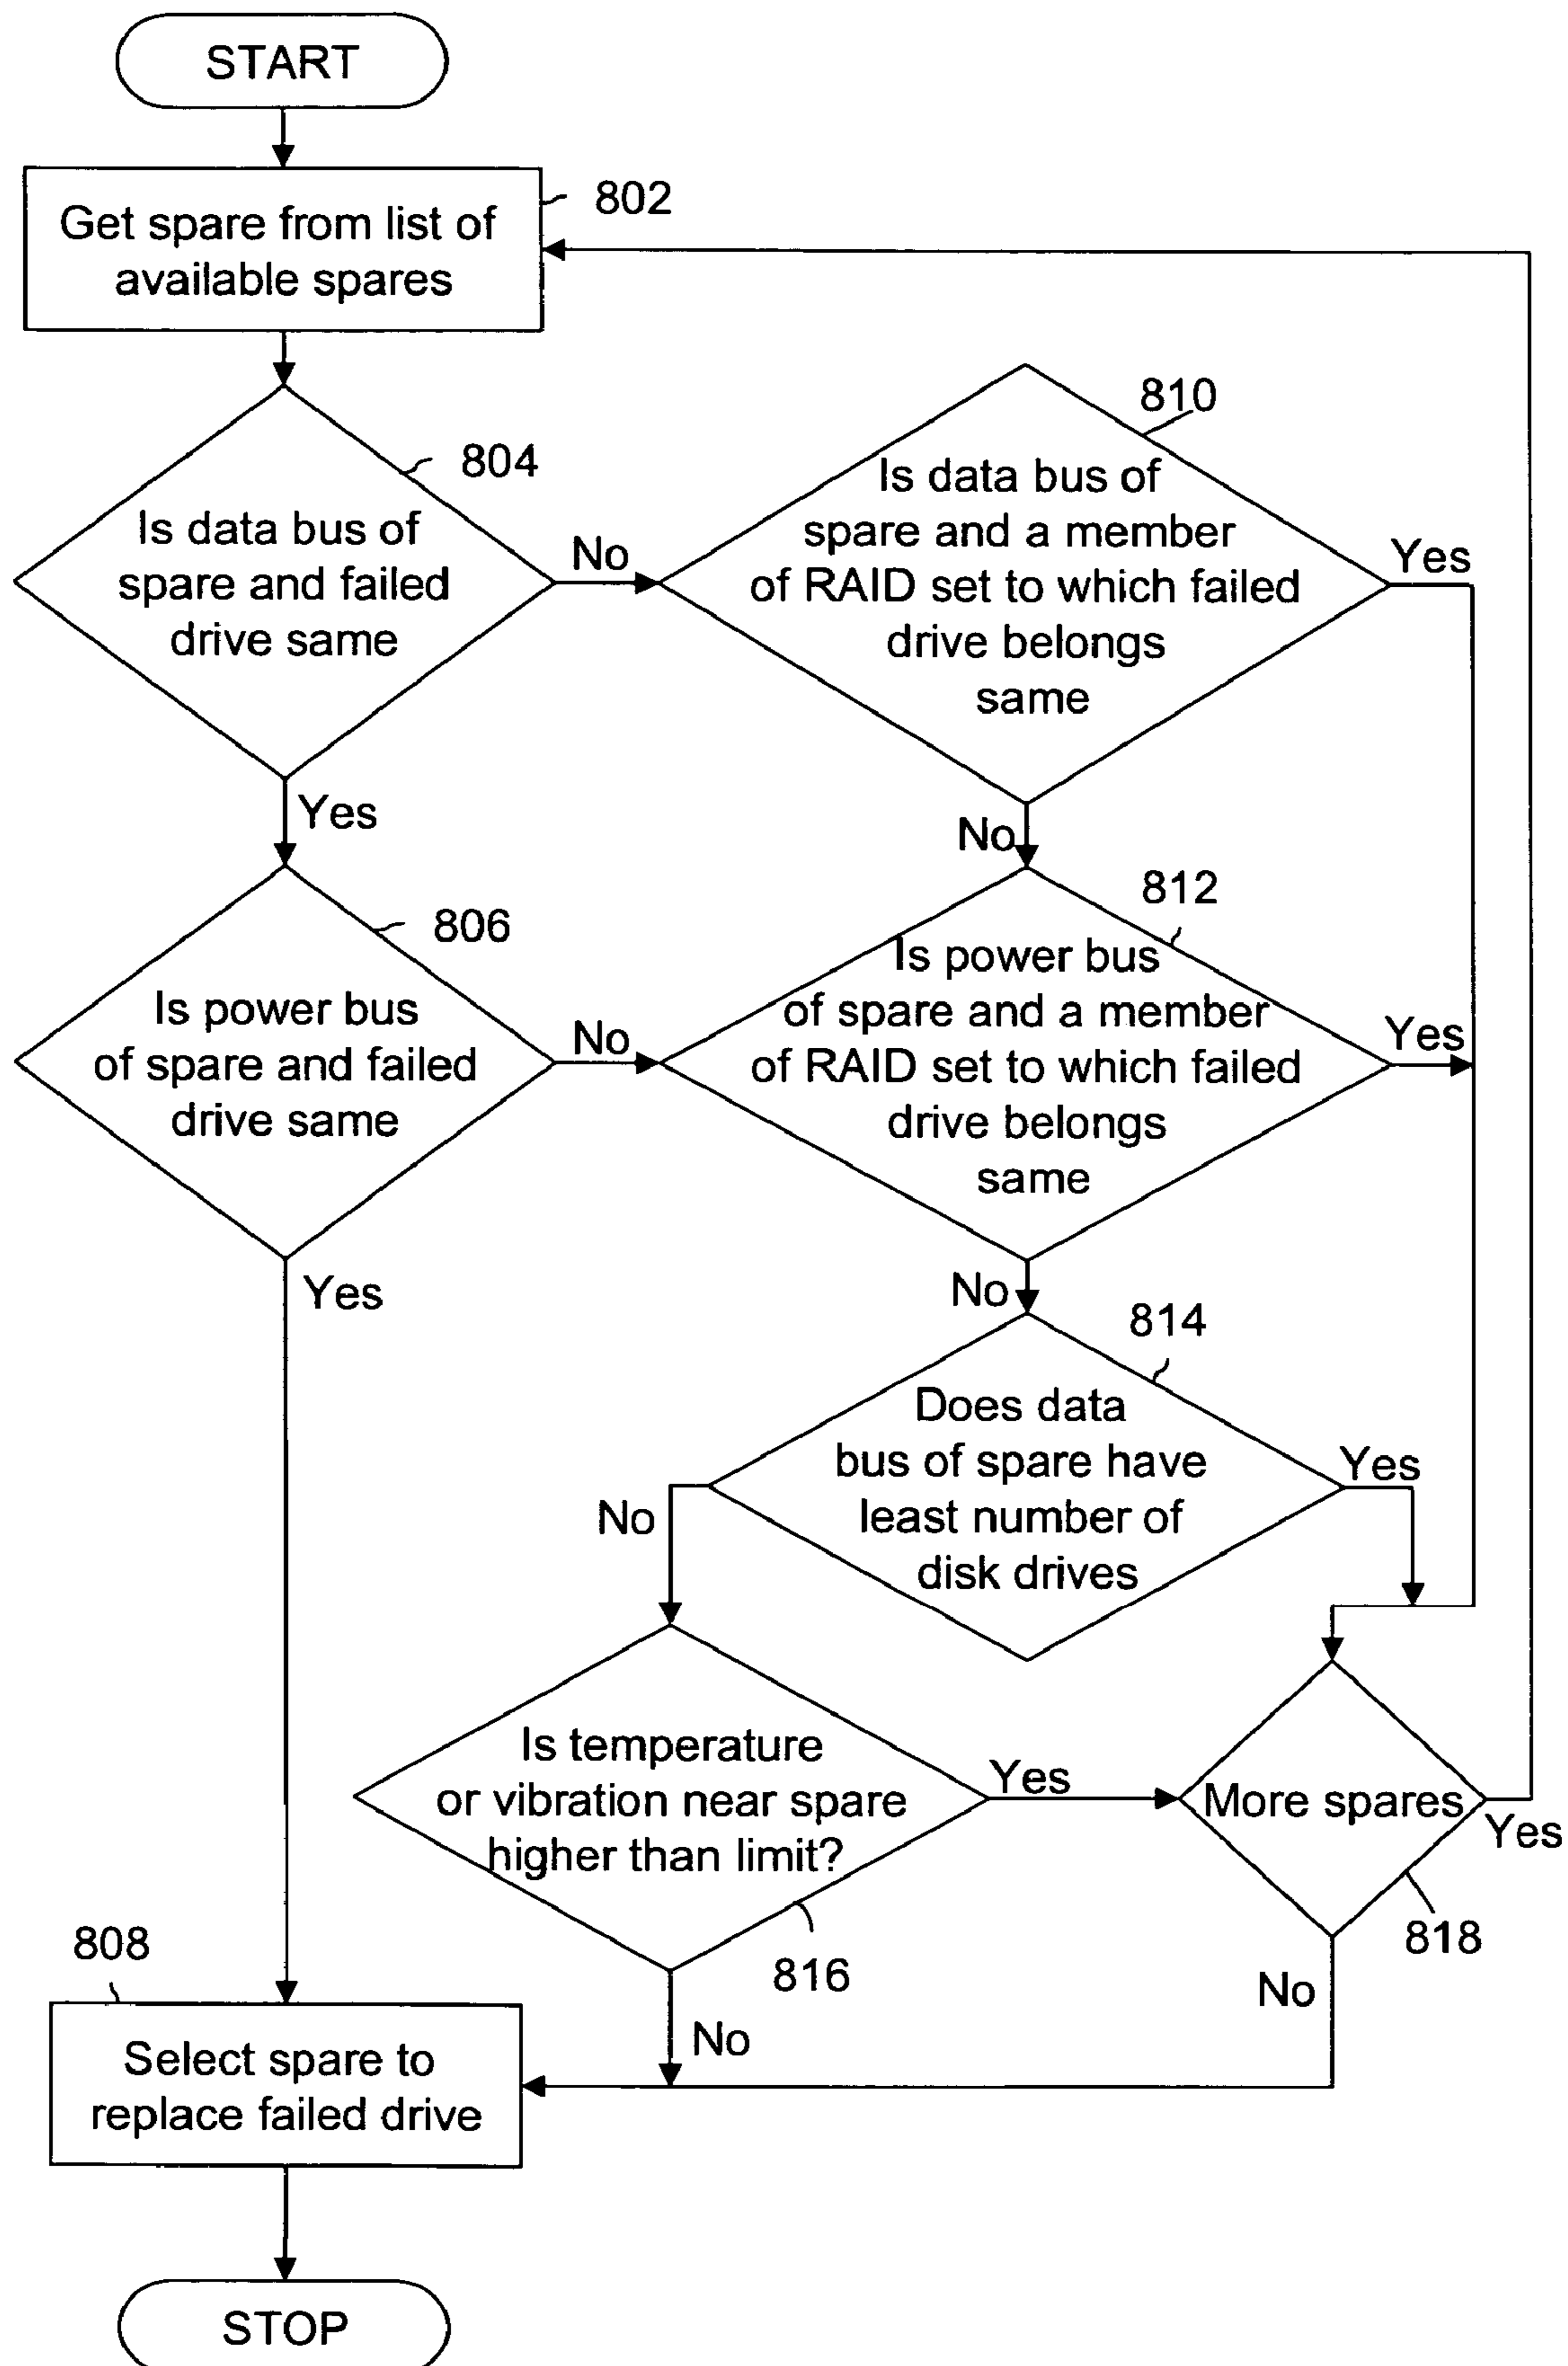 START
802
Get spare from list of
available spares
804
Is data bus of
spare and failed
drive same
No
810
Is data bus of
spare and a member
of RAID set to which failed
drive belongs
same
Yes
Yes
No
806
Is power bus
of spare and failed
drive same
No
812
Is power bus
of spare and a member
of RAID set to which failed
drive belongs
same
Yes
Yes
No
814
Does data
bus of spare have
least number of
disk drives
Yes
No
Is temperature
or vibration near spare
higher than limit?
Yes
816
More spares
Yes
818
No
No
808
Select spare to
replace failed drive
STOP